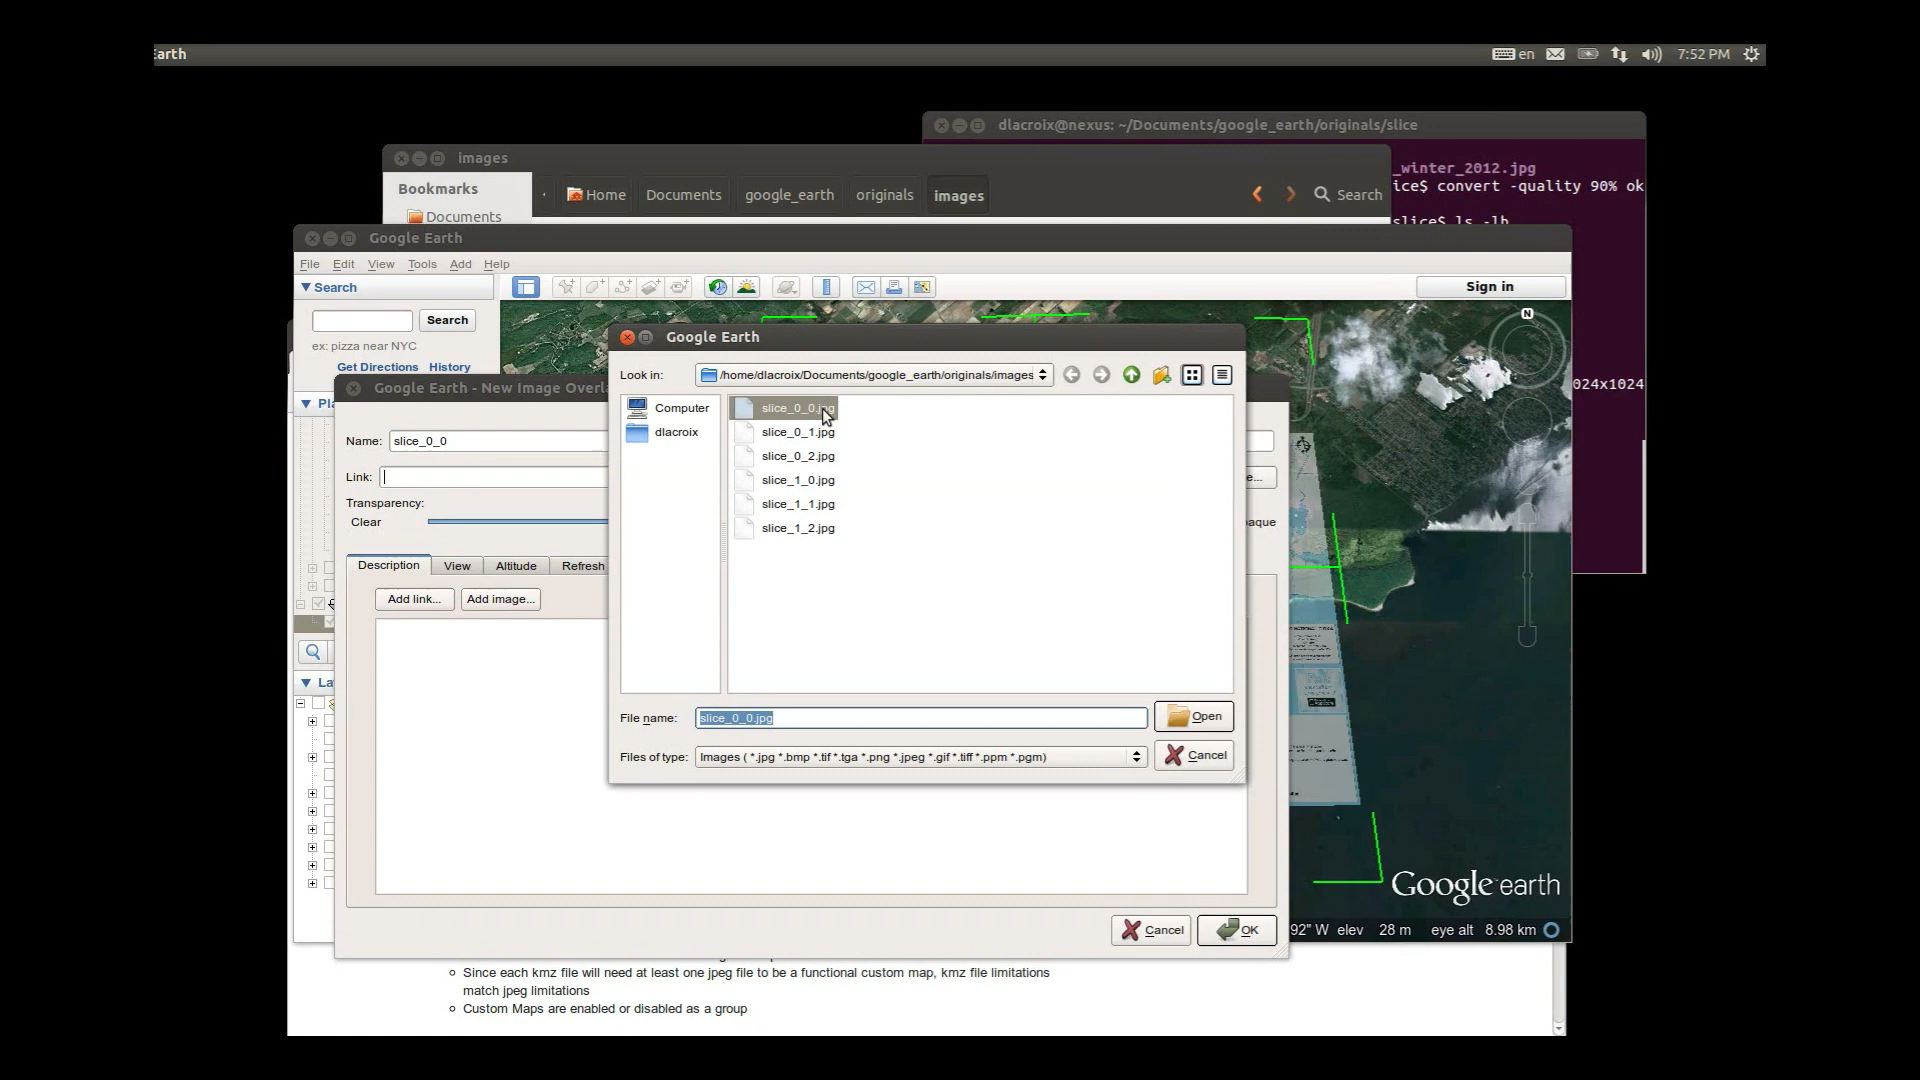 Earth
en
7:52 PM
dlacroix@nexus: ~/Documents/google_earth/originals/slice
_winter_2012.jpg
ice$ convert -quality 90% ok
slice$ ls -lh
024x1024
images
Bookmarks
Documents
Home
Documents
google_earth
originals
images
Search
Google Earth
File
Edit
View
Tools
Add
Help
Search
Sign in
Search
ex: pizza near NYC
Get Directions
History
N
Google Earth - New Image Overla
Name:
slice_0_0
Link:
e...
Transparency:
Clear
aque
Description
View
Altitude
Refresh
Add link...
Add image...
Google Earth
Look in:
/home/dlacroix/Documents/google_earth/originals/images
Computer
dlacroix
slice_0_0.jpg
slice_0_1.jpg
slice_0_2.jpg
slice_1_0.jpg
slice_1_1.jpg
slice_1_2.jpg
File name:
slice_0_0.jpg
Open
Files of type:
Images ( *.jpg *.bmp *.tif *.tga *.png *.jpeg *.gif *.tiff *.ppm *.pgm)
Cancel
Cancel
OK
Google earth
92" W elev 28 m eye alt 8.98 km
Since each kmz file will need at least one jpeg file to be a functional custom map, kmz file limitations
match jpeg limitations
Custom Maps are enabled or disabled as a group